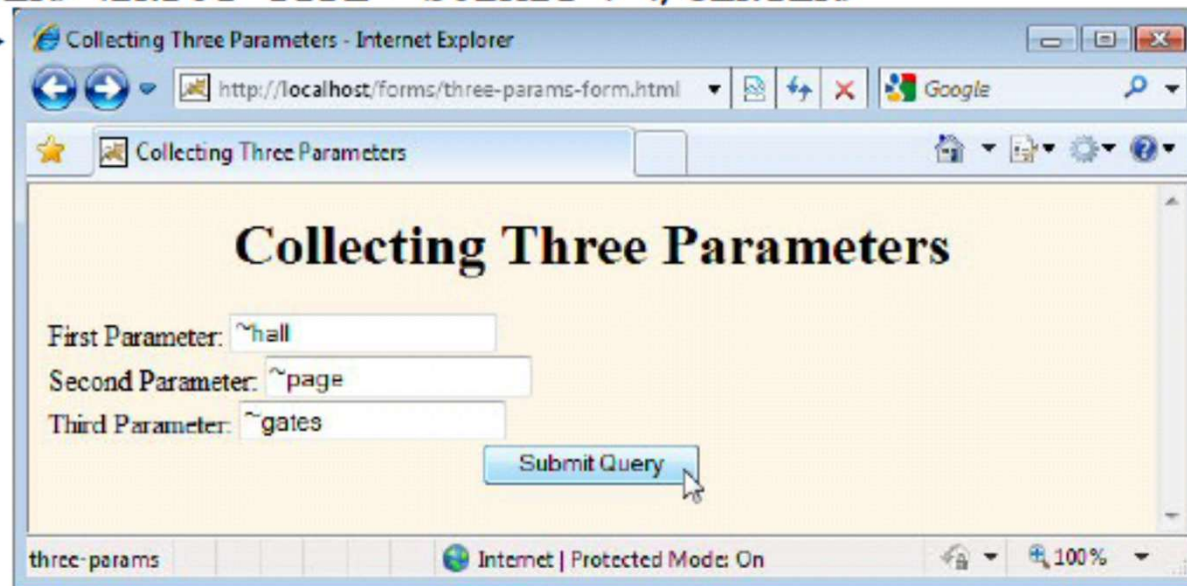 Collecting Three Parameters - Internet Explorer
http://localhost/forms/three-params-form.html Google
Collecting Three Parameters
Collecting Three Parameters
First Parameter: ~hall
Second Parameter: ~page
Third Parameter: ~gates
Submit Query
three-params Internet | Protected Mode: On 100%